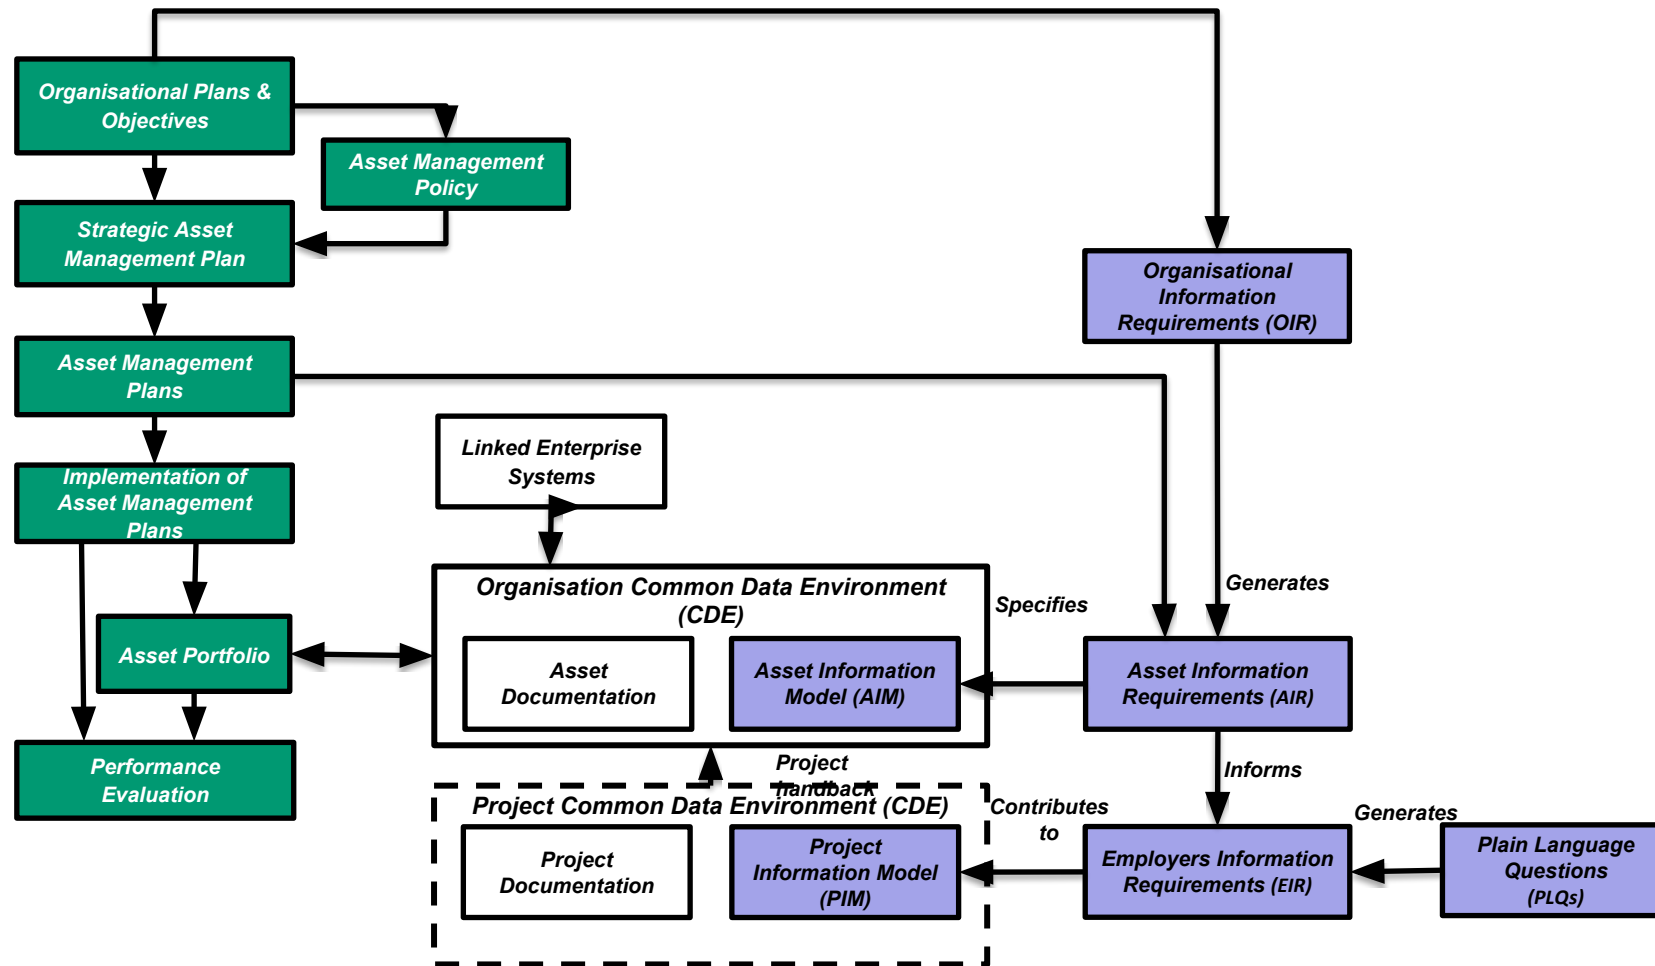 Organisational Plans &
Objectives
Asset Management
Policy
Strategic Asset
Management Plan
Organisational
Information
Requirements (OIR)
Asset Management
Plans
Linked Enterprise
Systems
Implementation of
Asset Management
Plans
Organisation Common Data Environment
(CDE)
Specifies
Generates
Asset Portfolio
Asset
Documentation
Asset Information
Model (AIM)
Asset Information
Requirements (AIR)
Performance
Evaluation
Project
handback
Informs
Project Common Data Environment (CDE)
Contributes
to
Generates
Project
Documentation
Project
Information Model
(PIM)
Employers Information
Requirements (EIR)
Plain Language
Questions
(PLQs)